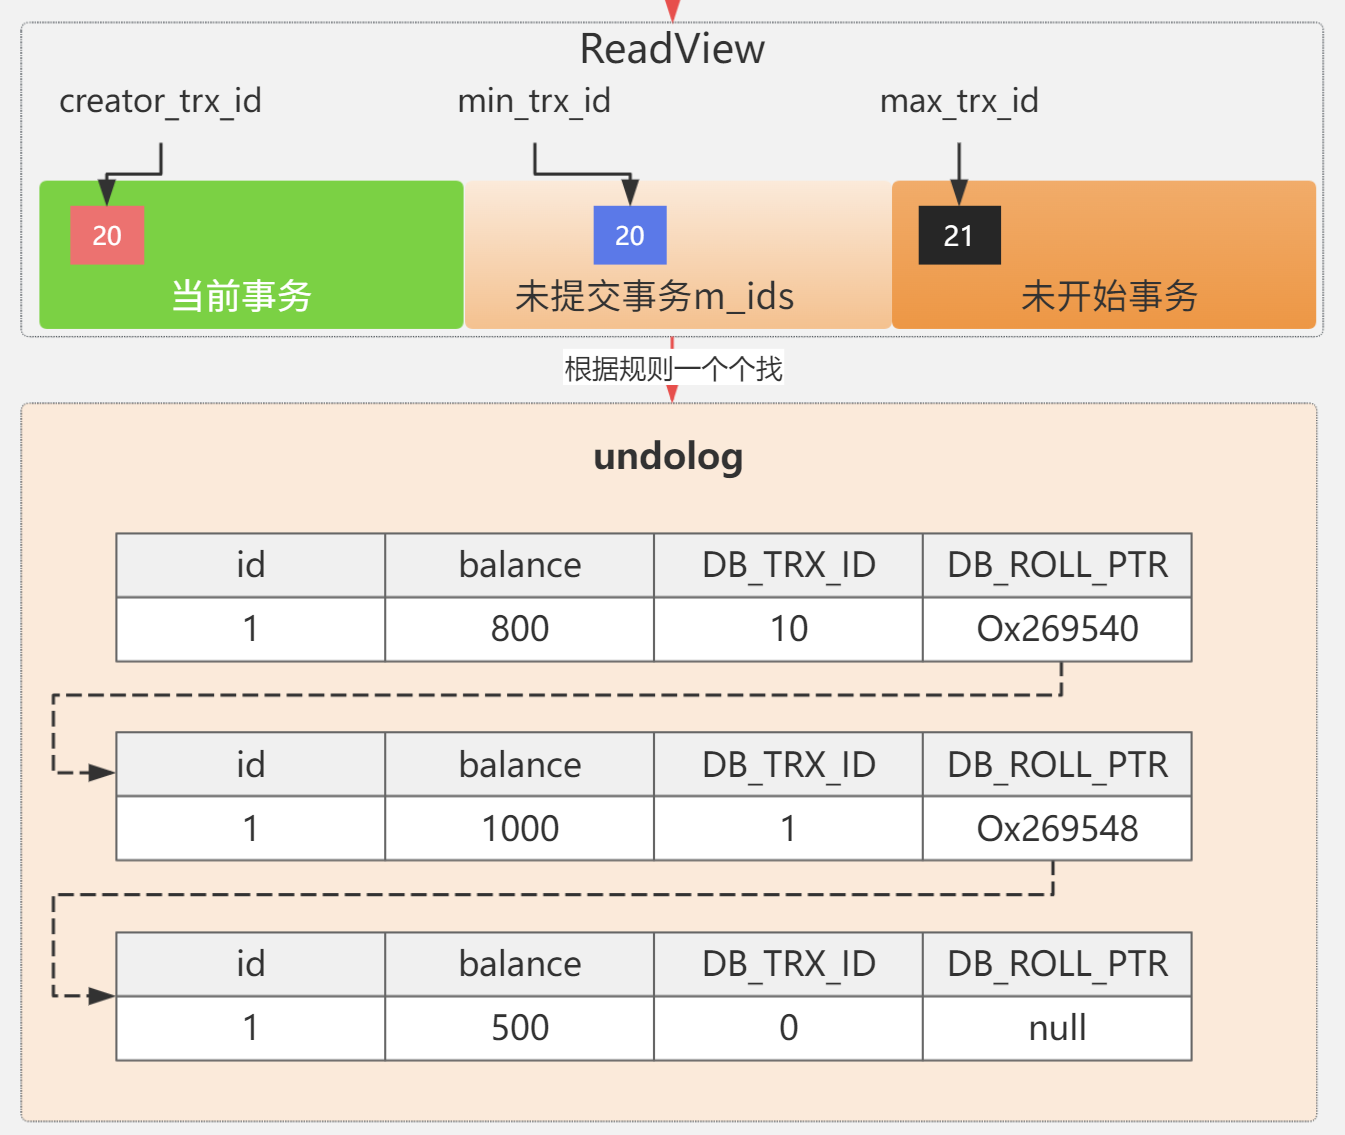 ReadView
creator_trx_id min_trx_id max_trx_id
20 20 21
当前事务 未提交事务m_ids 未开始事务
根据规则一个个找
undolog
id balance DB_TRX_ID DB_ROLL_PTR
1 800 10 Ox269540
id balance DB_TRX_ID DB_ROLL_PTR
1 1000 1 Ox269548
id balance DB_TRX_ID DB_ROLL_PTR
1 500 0 null